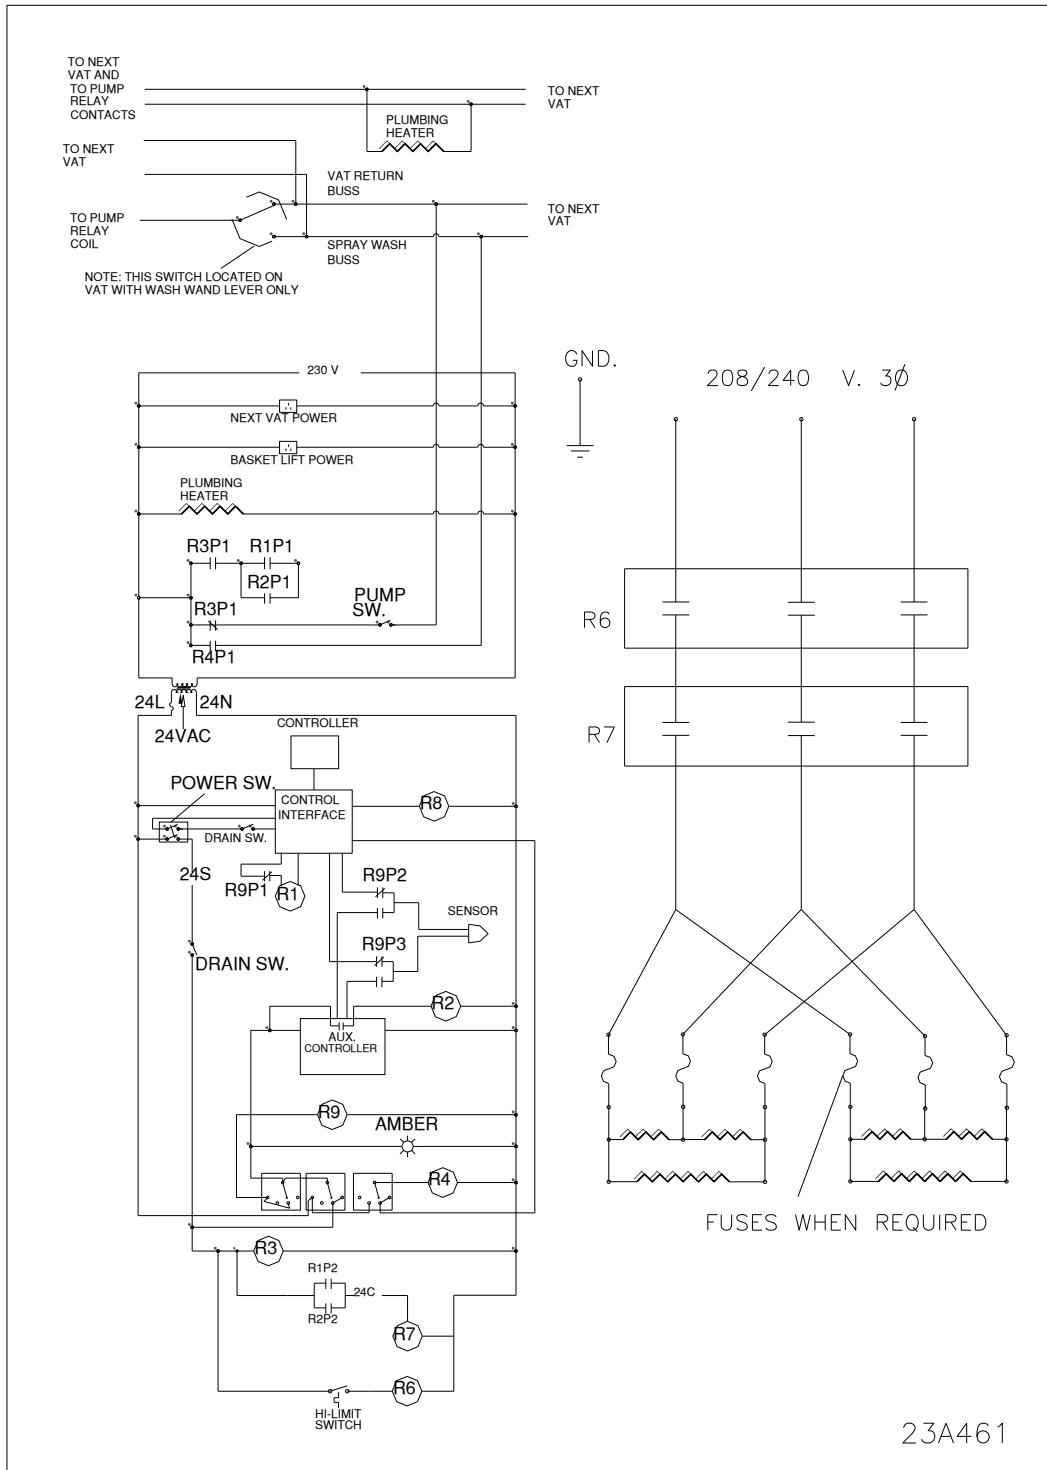 TO NEXT
VAT AND
TO PUMP
RELAY
CONTACTS
TO NEXT
VAT
PLUMBING
HEATER
TO NEXT
VAT
VAT RETURN
BUSS
TO PUMP
RELAY
COIL
TO NEXT
VAT
SPRAY WASH
BUSS
NOTE: THIS SWITCH LOCATED ON
VAT WITH WASH WAND LEVER ONLY
230 V
NEXT VAT POWER
BASKET LIFT POWER
PLUMBING
HEATER
R3P1
R1P1
R2P1
R3P1
PUMP
SW.
R4P1
24L
24N
24VAC
CONTROLLER
POWER SW.
CONTROL
INTERFACE
R8
DRAIN SW.
24S
R9P1
R1
R9P2
SENSOR
R9P3
DRAIN SW.
R2
AUX.
CONTROLLER
R9
AMBER
R4
R3
R1P2
24C
R2P2
R7
R6
HI-LIMIT
SWITCH
GND.
208/240 V. 3Ø
R6
R7
FUSES WHEN REQUIRED
23A461